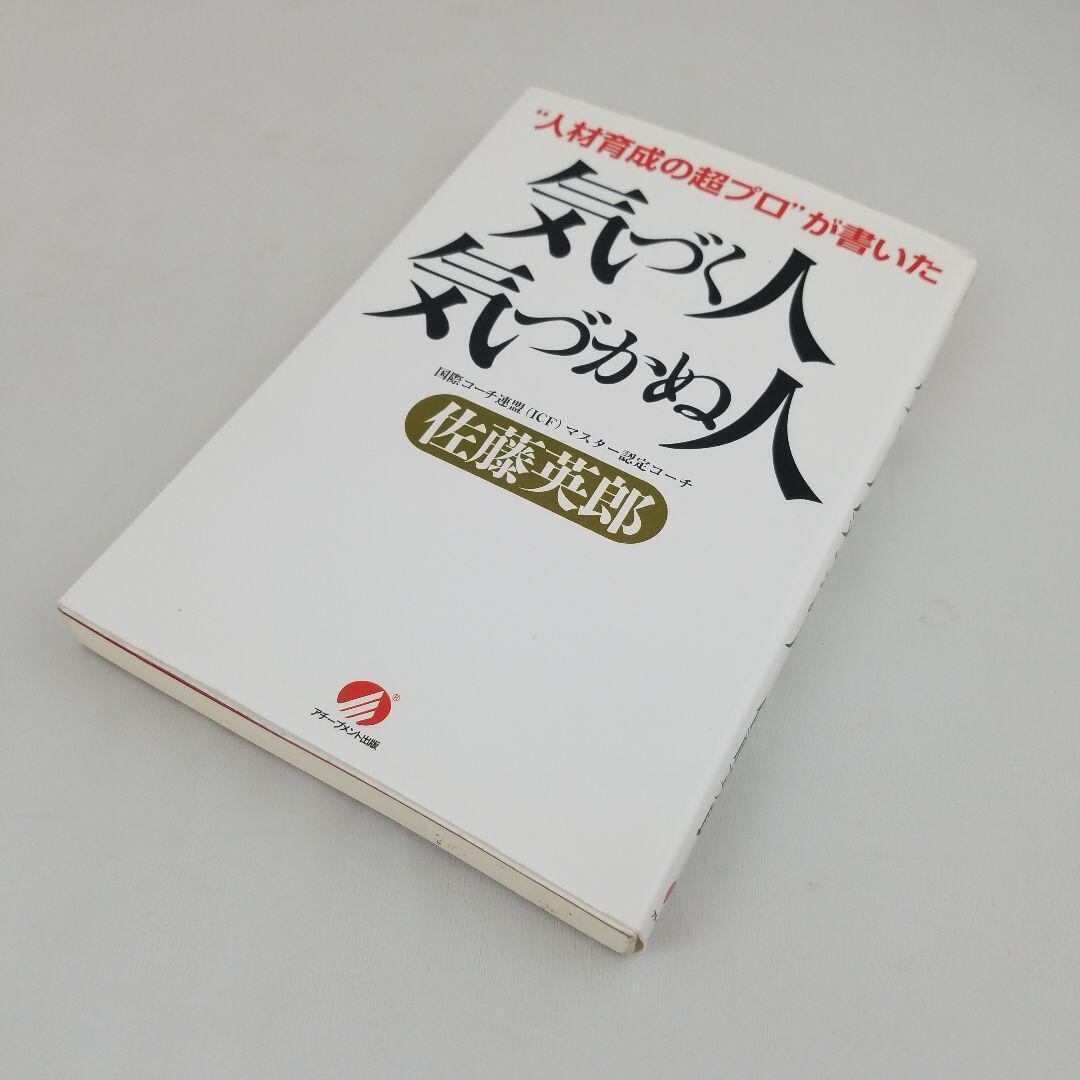 “人材育成の超プロ”が書いた
気づく人
気づかぬ人
国際コーチ連盟(ICF)マスター認定コーチ
佐藤英郎
®
アチーブメント出版